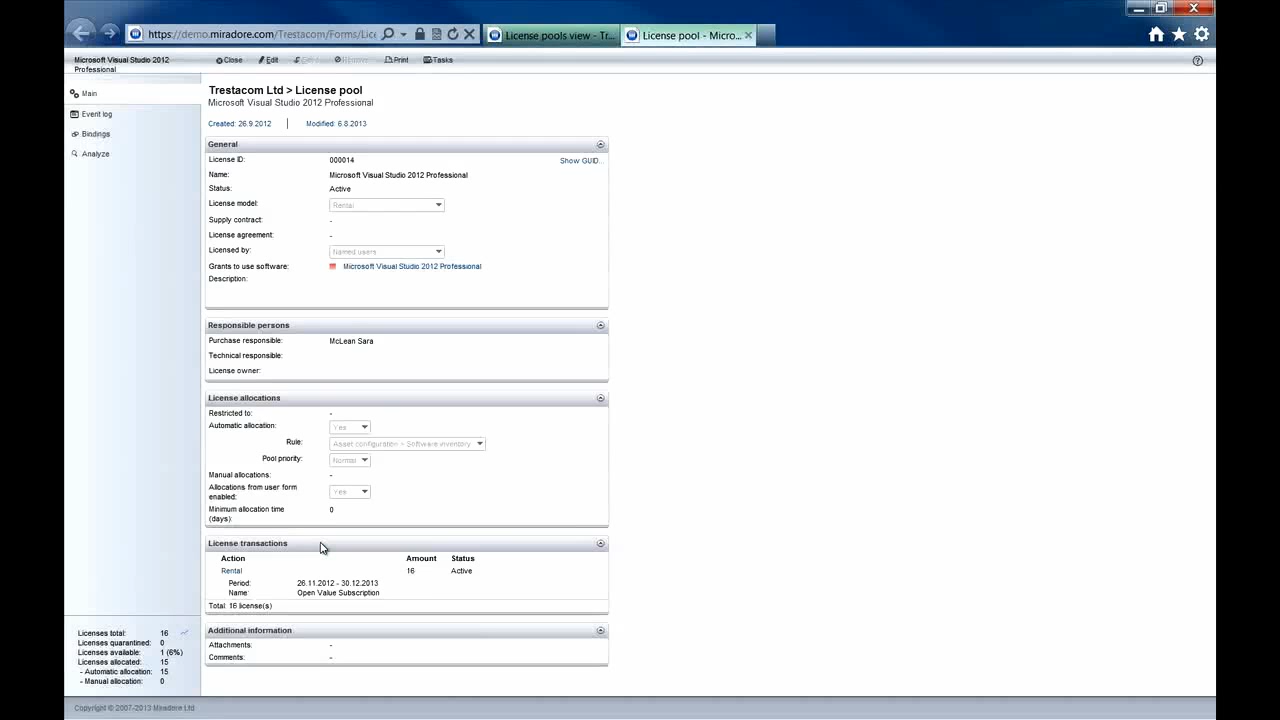 https://demo.miradore.com/Trestacom/Forms/Lice
License pools view - Tr...
License pool - Micro...
Microsoft Visual Studio 2012 Professional
Close
Edit
Print
Tasks
Main
Event log
Bindings
Analyze
Trestacom Ltd > License pool
Microsoft Visual Studio 2012 Professional
Created: 26.9.2012
Modified: 6.8.2013
General
License ID: 000014 Show GUID...
Name: Microsoft Visual Studio 2012 Professional
Status: Active
License model: Rental
Supply contract: -
License agreement: -
Licensed by: Named users
Grants to use software: Microsoft Visual Studio 2012 Professional
Description:
Responsible persons
Purchase responsible: McLean Sara
Technical responsible:
License owner:
License allocations
Restricted to: -
Automatic allocation: Yes
Rule: Asset configuration > Software inventory
Pool priority: Normal
Manual allocations: -
Allocations from user form
enabled: Yes
Minimum allocation time
(days): 0
License transactions
Action Amount Status
Rental 16 Active
Period: 26.11.2012 - 30.12.2013
Name: Open Value Subscription
Total: 16 license(s)
Additional information
Attachments: -
Comments: -
Licenses total: 16
Licenses quarantined: 0
Licenses available: 1 (6%)
Licenses allocated: 15
- Automatic allocation: 15
- Manual allocation: 0
Copyright © 2007-2013 Miradore Ltd